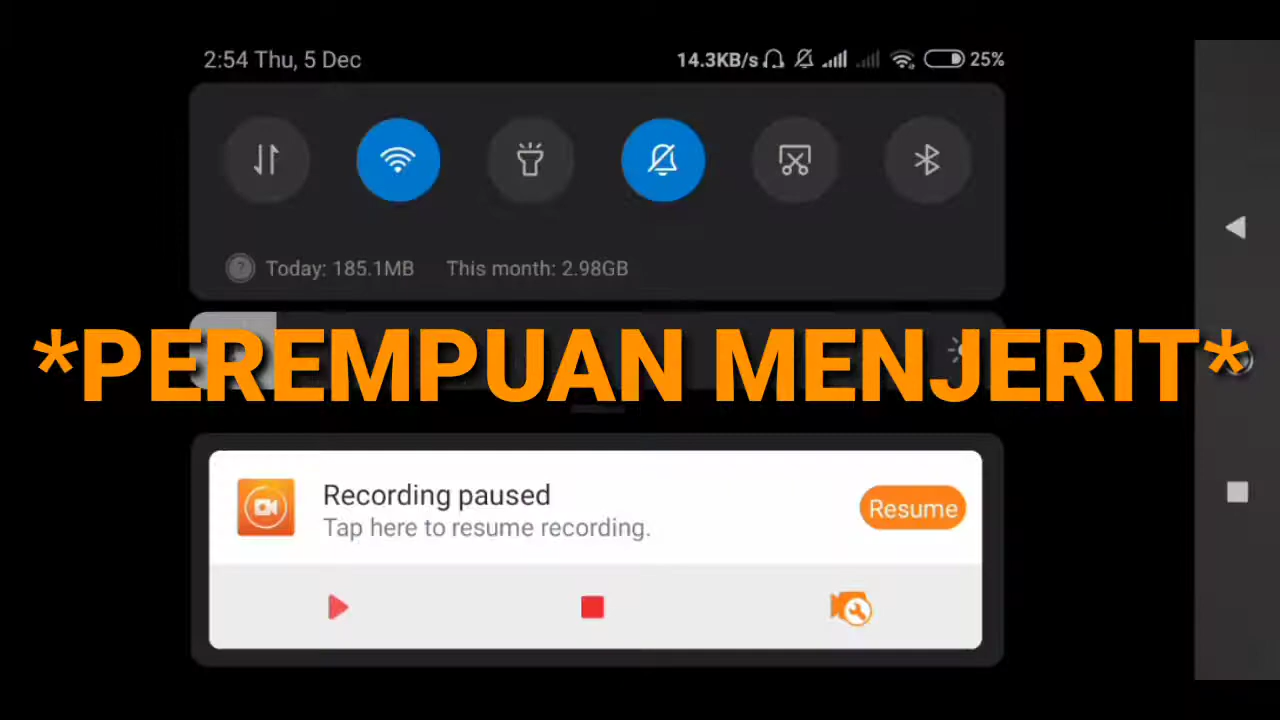 2:54 Thu, 5 Dec
14.3KB/s 25%
Today: 185.1MB This month: 2.98GB
*PEREMPUAN MENJERIT*
Recording paused
Tap here to resume recording.
Resume